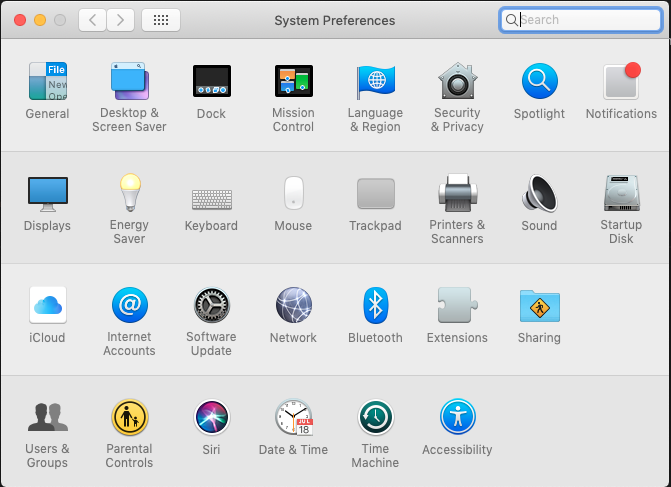 System Preferences
Search
File
New
Ope
General
Desktop &
Screen Saver
Dock
Mission
Control
Language
& Region
Security
& Privacy
Spotlight
Notifications
Displays
Energy
Saver
Keyboard
Mouse
Trackpad
Printers &
Scanners
Sound
Startup
Disk
iCloud
@
Internet
Accounts
Software
Update
Network
Bluetooth
Extensions
Sharing
Users &
Groups
Parental
Controls
Siri
JUL
18
Date & Time
Time
Machine
Accessibility